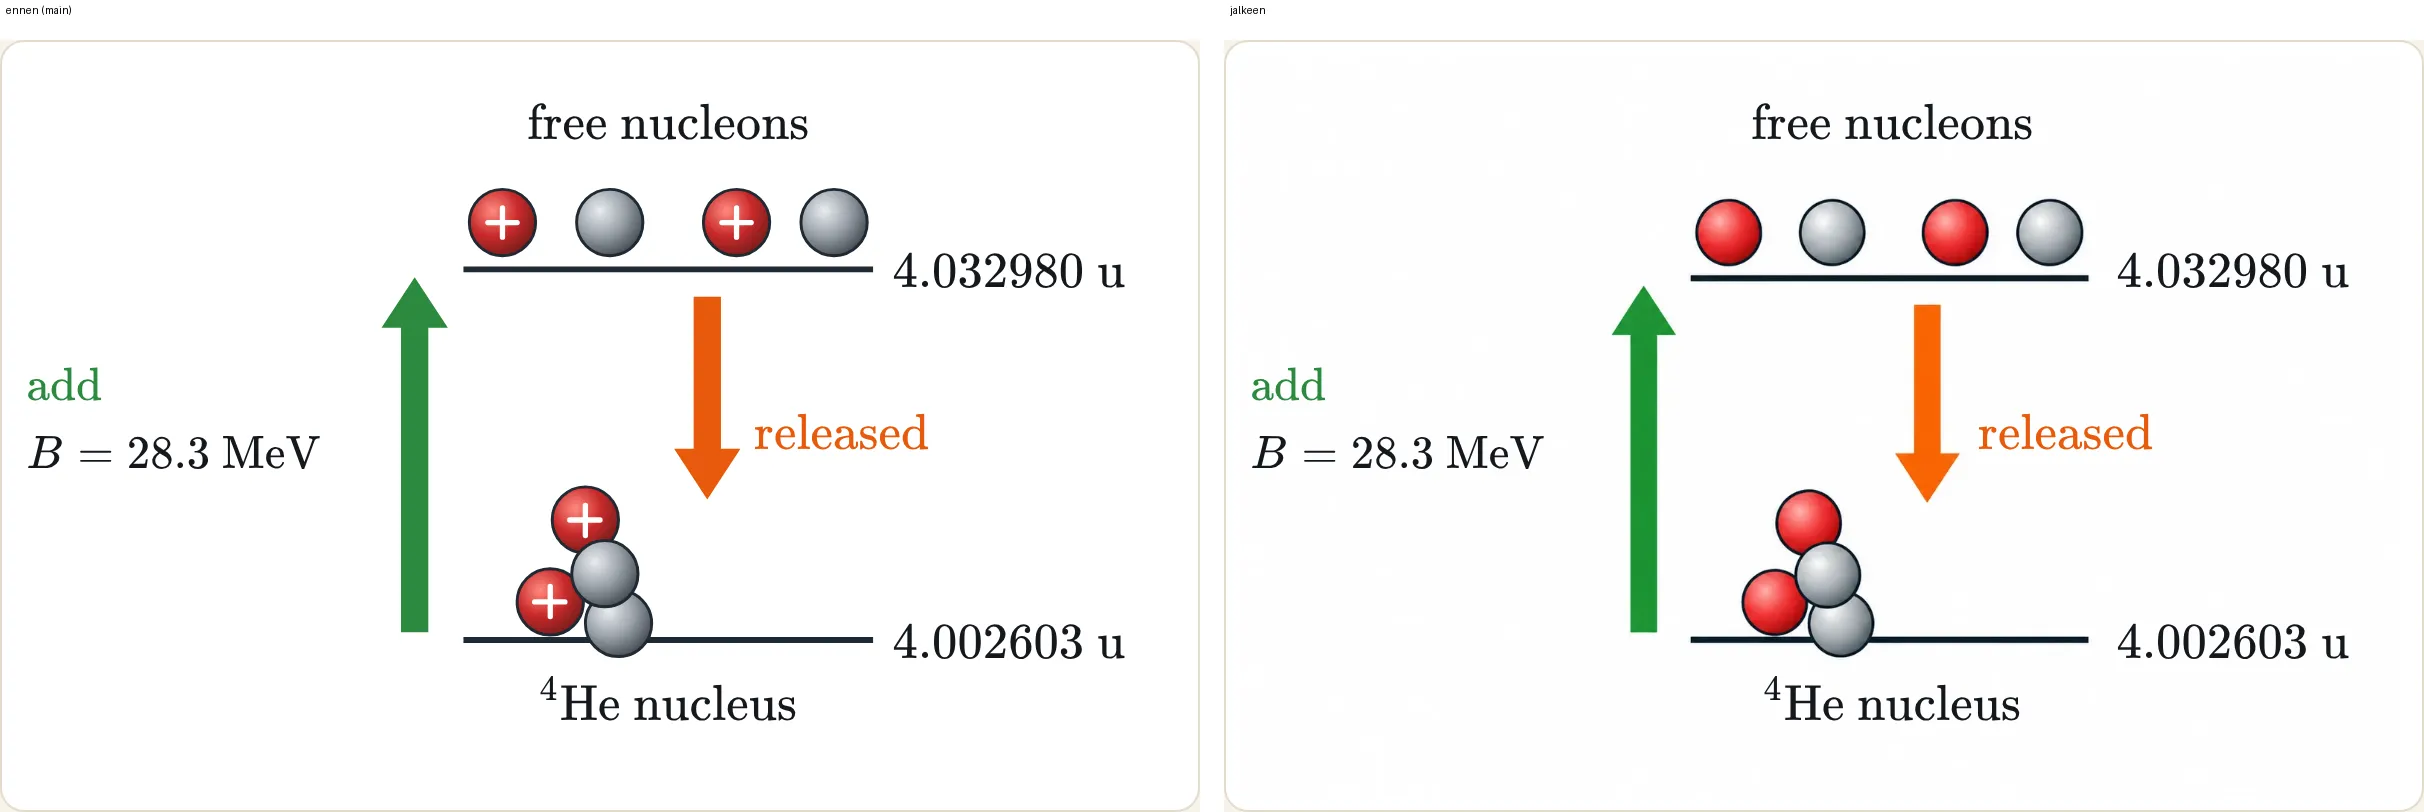 ennen (main)
free nucleons
+ +
4.032980 u
add
B = 28.3 MeV
released
+
+
4.002603 u
⁴He nucleus
jalkeen
free nucleons
4.032980 u
add
B = 28.3 MeV
released
4.002603 u
⁴He nucleus